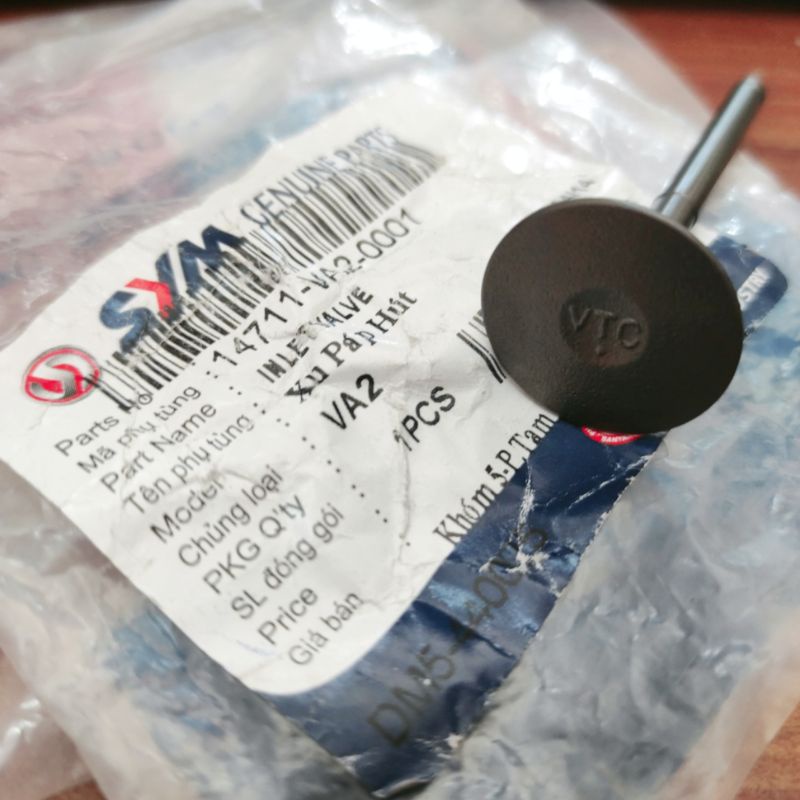 SYM GENUINE PARTS
Parts No : 14711-VA2-0001
Mã phụ tùng
Part Name : INLET VALVE
Tên phụ tùng : Xu Páp Hút
Model : VA2
Chủng loại
PKG Q'ty : 1PCS
SL đóng gói
Price :
Giá bán
Khóm 5-P.Tam
VTC